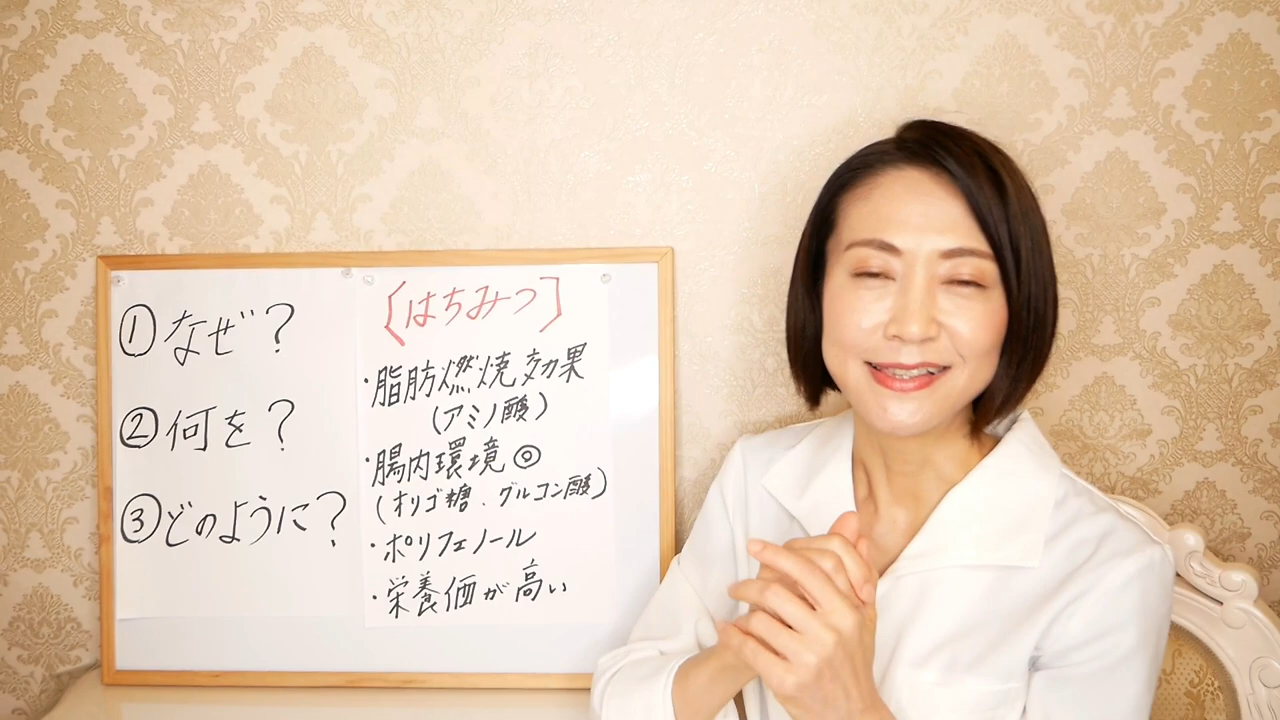 ①なぜ?
②何を?
③どのように?
〔はちみつ〕
・脂肪燃焼効果
(アミノ酸)
・腸内環境◎
(オリゴ糖、グルコン酸)
・ポリフェノール
・栄養価が高い